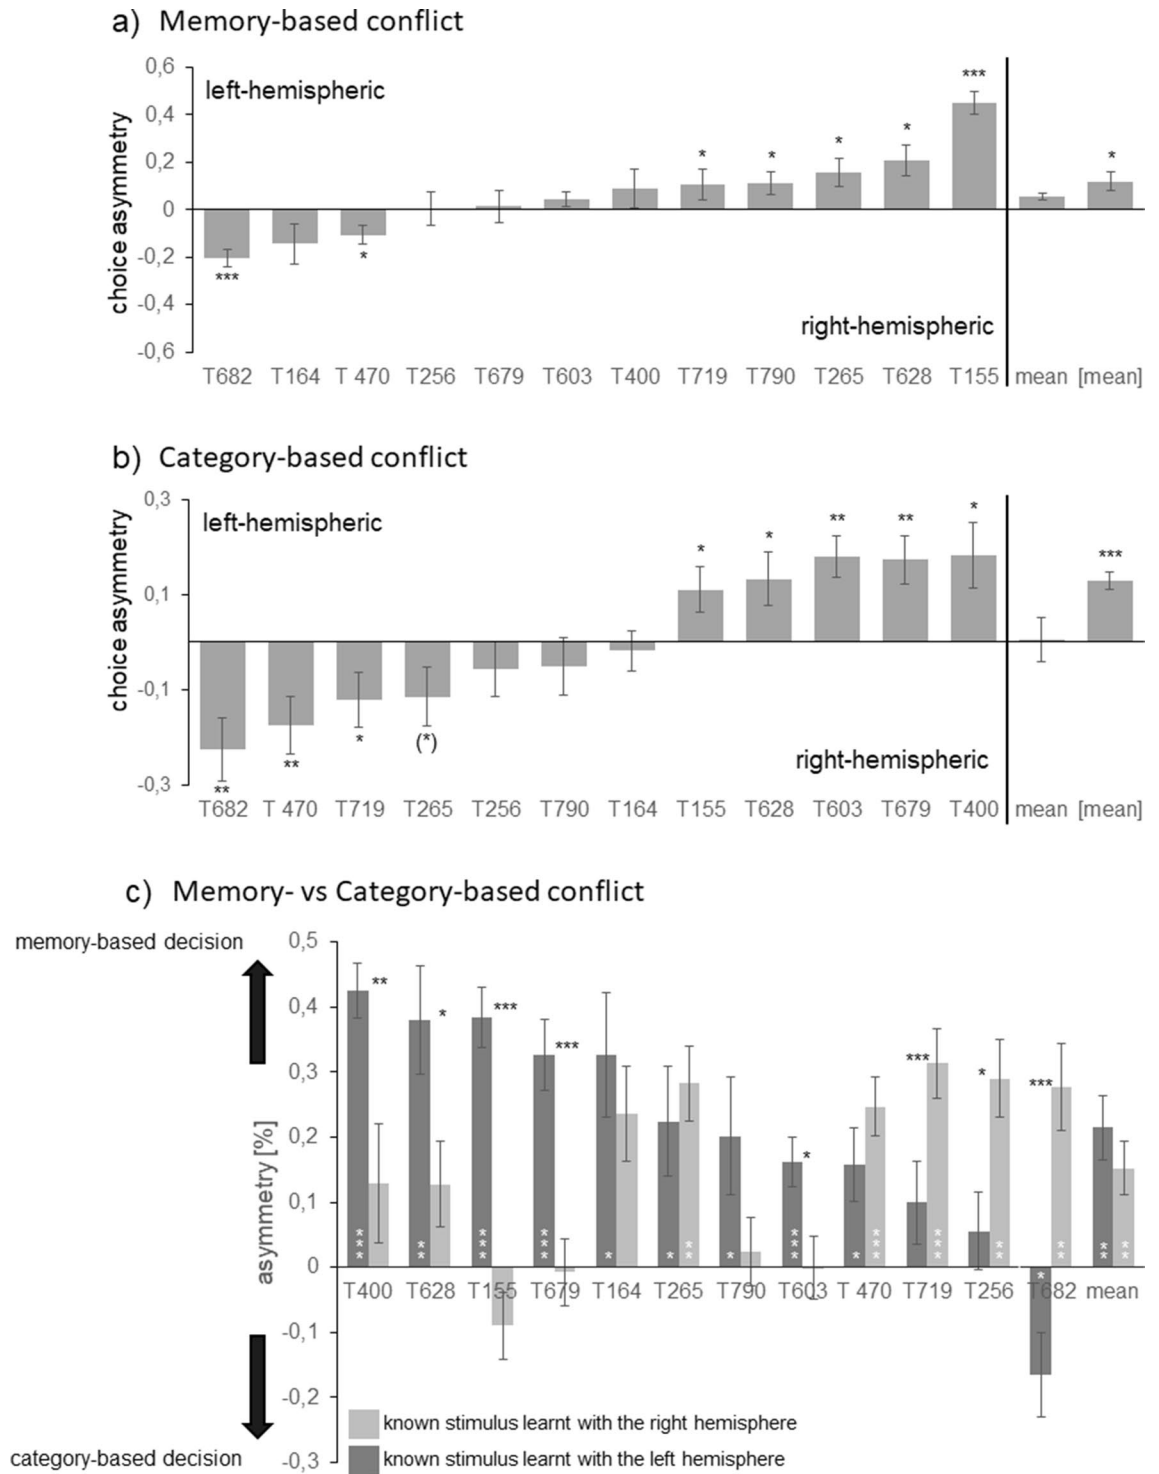 a) Memory-based conflict
0,6
left-hemispheric
***
0,4
*
*
*
*
0,2
*
0
-0,2
***
*
-0,4
right-hemispheric
-0,6
choice asymmetry
T682 T164 T 470 T256 T679 T603 T400 T719 T790 T265 T628 T155 mean [mean]
b) Category-based conflict
0,3
left-hemispheric
* * ** ** *
***
0,1
-0,1
* (*)
**
right-hemispheric
-0,3
**
choice asymmetry
T682 T 470 T719 T265 T256 T790 T164 T155 T628 T603 T679 T400 mean [mean]
c) Memory- vs Category-based conflict
memory-based decision
0,5
** * *** ***
0,4
*** * ***
0,3
0,2
*
0,1
asymmetry [%]
*** ** *** *** * * ** * *** * *** *** ** ** ** **
0
*
T400 T628 T155 T679 T164 T265 T790 T603 T 470 T719 T256 T682 mean
-0,1
-0,2
known stimulus learnt with the right hemisphere
category-based decision
known stimulus learnt with the left hemisphere
-0,3